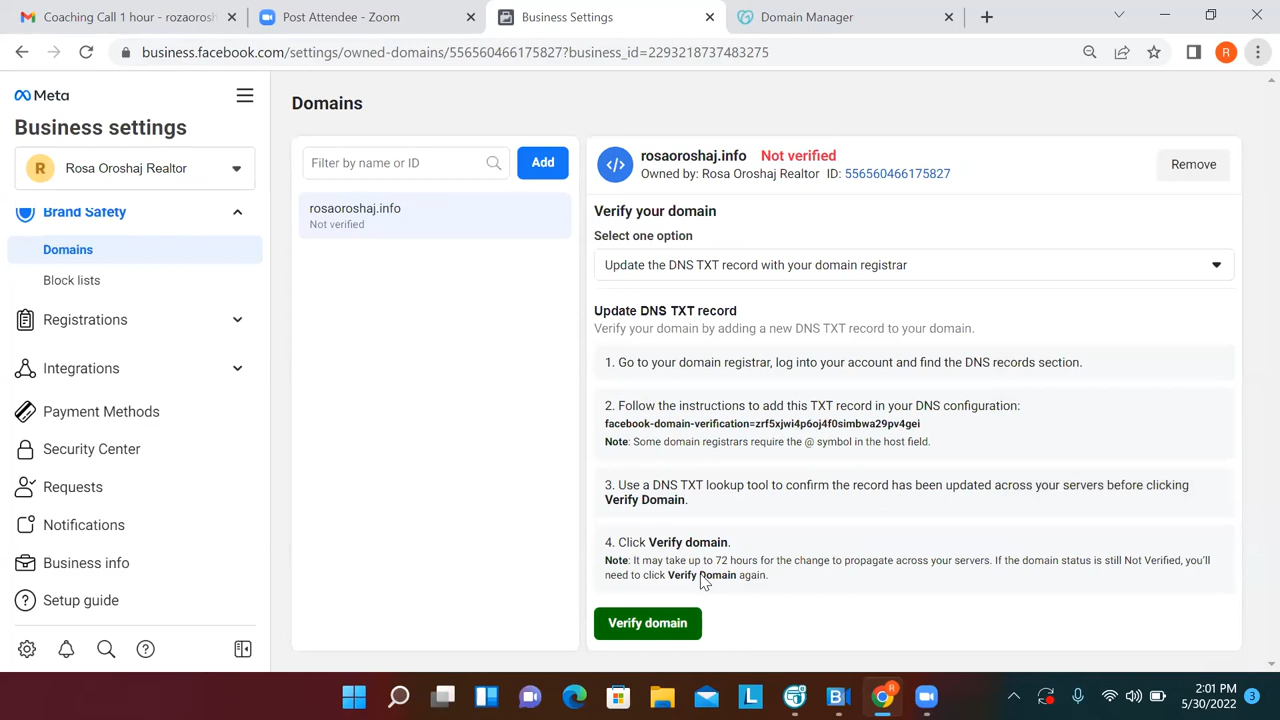 Coaching Call 1 hour - rozaorosh
Post Attendee - Zoom
Business Settings
Domain Manager
business.facebook.com/settings/owned-domains/556560466175827?business_id=2293218737483275
R
Meta
Business settings
R
Rosa Oroshaj Realtor
Brand Safety
Domains
Block lists
Registrations
Integrations
Payment Methods
Security Center
Requests
Notifications
Business info
Setup guide
Domains
Filter by name or ID
Add
rosaoroshaj.info
Not verified
rosaoroshaj.info Not verified
Owned by: Rosa Oroshaj Realtor ID: 556560466175827
Remove
Verify your domain
Select one option
Update the DNS TXT record with your domain registrar
Update DNS TXT record
Verify your domain by adding a new DNS TXT record to your domain.
1. Go to your domain registrar, log into your account and find the DNS records section.
2. Follow the instructions to add this TXT record in your DNS configuration:
facebook-domain-verification=zrf5xjwi4p6oj4f0simbwa29pv4gei
Note: Some domain registrars require the @ symbol in the host field.
3. Use a DNS TXT lookup tool to confirm the record has been updated across your servers before clicking
Verify Domain.
4. Click Verify domain.
Note: It may take up to 72 hours for the change to propagate across your servers. If the domain status is still Not Verified, you'll
need to click Verify Domain again.
Verify domain
L
B
R
2:01 PM
5/30/2022
3